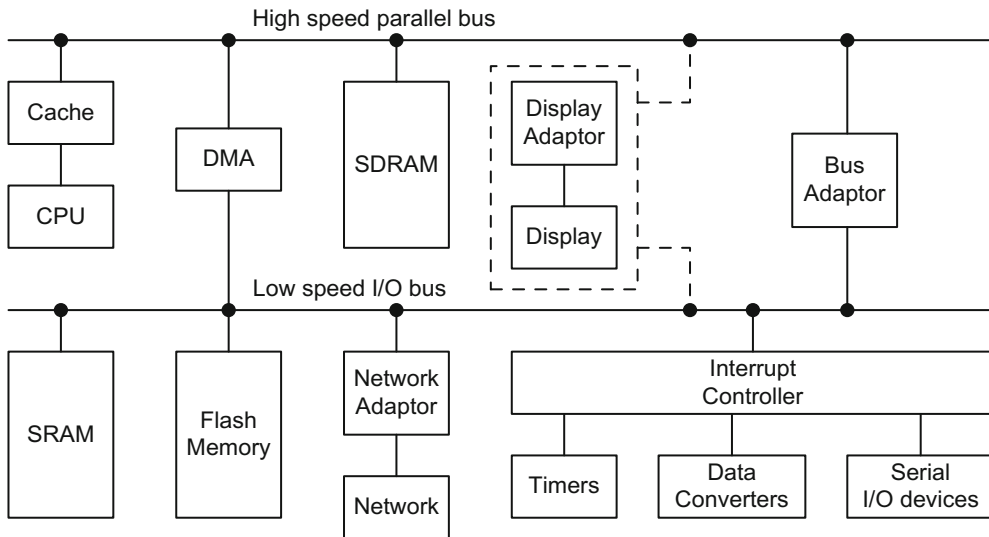 High speed parallel bus
Cache
CPU
DMA
SDRAM
Display
Adaptor
Display
Bus
Adaptor
Low speed I/O bus
SRAM
Flash
Memory
Network
Adaptor
Network
Interrupt
Controller
Timers
Data
Converters
Serial
I/O devices